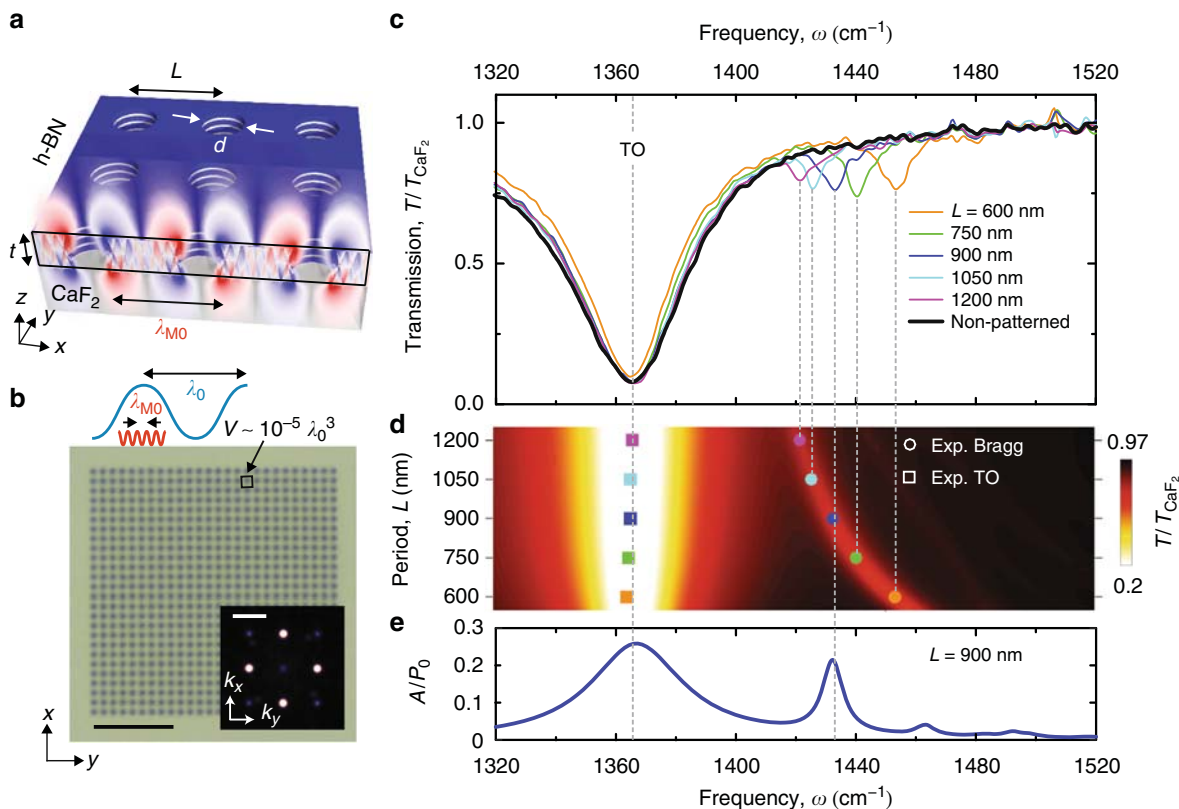 a
L
d
h-BN
t
CaF₂
z
y
x
λM0
b
λ₀
λM0
V ~ 10⁻⁵ λ₀³
kₓ
kᵧ
x
y
c
Frequency, ω (cm⁻¹)
1320 1360 1400 1440 1480 1520
Transmission, T/T_CaF₂
1.0
0.5
0.0
TO
L = 600 nm
750 nm
900 nm
1050 nm
1200 nm
Non-patterned
d
Period, L (nm)
1200
1050
900
750
600
Exp. Bragg
Exp. TO
0.97
T/T_CaF₂
0.2
e
A/P₀
0.3
0.2
0.1
0
L = 900 nm
1320 1360 1400 1440 1480 1520
Frequency, ω (cm⁻¹)